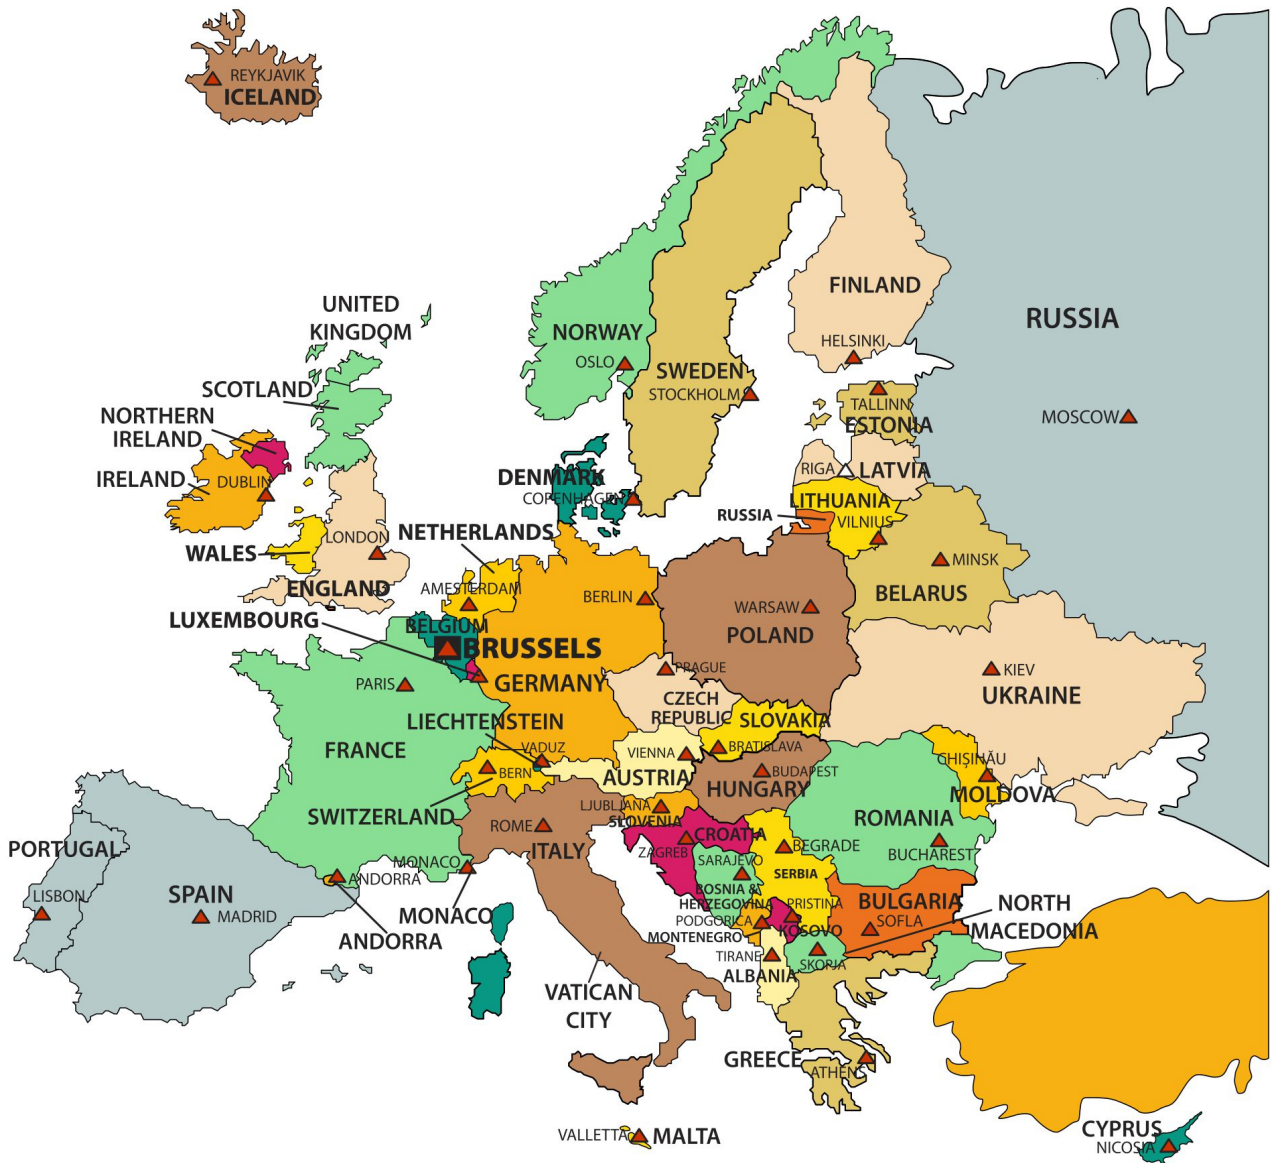 REYKJAVIK
ICELAND
UNITED
KINGDOM
SCOTLAND
NORTHERN
IRELAND
IRELAND
DUBLIN
WALES
LONDON
ENGLAND
NORWAY
OSLO
SWEDEN
STOCKHOLM
FINLAND
HELSINKI
RUSSIA
MOSCOW
TALLINN
ESTONIA
RIGA
LATVIA
LITHUANIA
VILNIUS
RUSSIA
DENMARK
COPENHAGEN
NETHERLANDS
AMESTERDAM
LUXEMBOURG
BELGIUM
BRUSSELS
BERLIN
GERMANY
WARSAW
POLAND
MINSK
BELARUS
KIEV
UKRAINE
PARIS
FRANCE
PRAGUE
CZECH
REPUBLIC
SLOVAKIA
BRATISLAVA
LIECHTENSTEIN
VADUZ
BERN
SWITZERLAND
VIENNA
AUSTRIA
BUDAPEST
HUNGARY
CHIȘINĂU
MOLDOVA
ROMANIA
BUCHAREST
LJUBLJANA
SLOVENIA
CROATIA
ZAGREB
ROME
ITALY
BEGRADE
SERBIA
SARAJEVO
BOSNIA &
HERZEGOVINA
PODGORICA
MONTENEGRO
PRISTINA
KOSOVO
BULGARIA
SOFLA
NORTH
MACEDONIA
SKOPJA
TIRANE
ALBANIA
PORTUGAL
LISBON
SPAIN
MADRID
MONACO
ANDORRA
MONACO
ANDORRA
VATICAN
CITY
GREECE
ATHENS
VALLETTA
MALTA
CYPRUS
NICOSIA